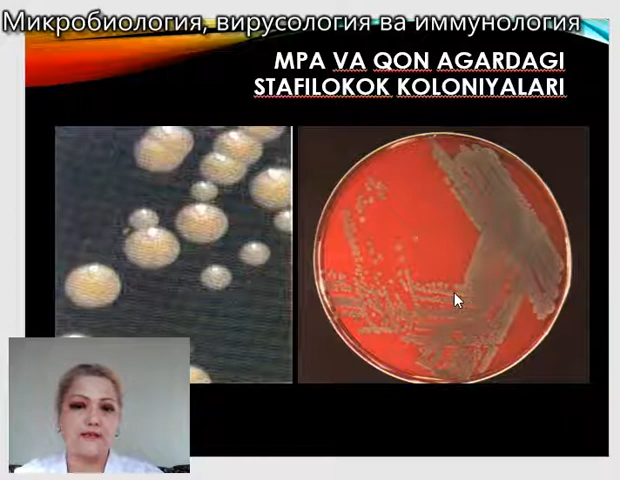 Микробиология, вирусология ва иммунология
MPA VA QON AGARDAGI
STAFILOKOK KOLONIYALARI